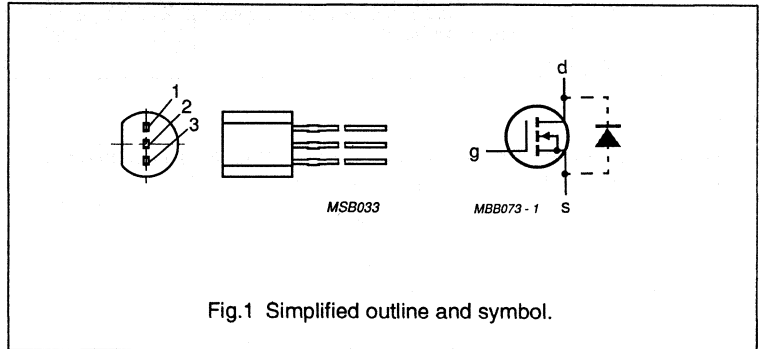 1
2
3
MSB033
d
g
s
MBB073 - 1
Fig.1 Simplified outline and symbol.